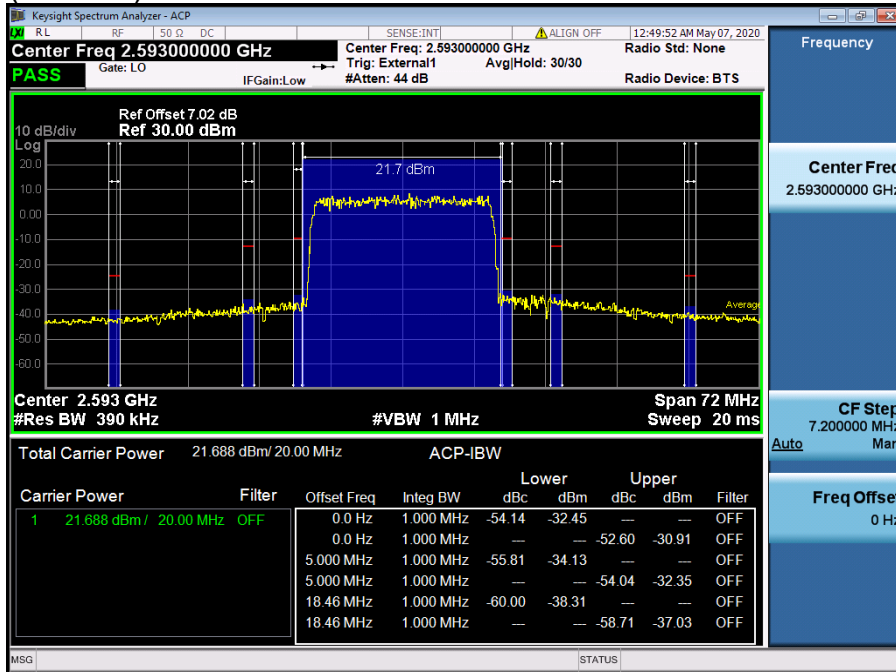 Keysight Spectrum Analyzer - ACP
LXI RL RF 50 Ω DC SENSE:INT ALIGN OFF 12:49:52 AM May 07, 2020
Center Freq 2.593000000 GHz
Center Freq: 2.593000000 GHz
Radio Std: None
Gate: LO
Trig: External1 Avg|Hold: 30/30
PASS
IFGain:Low
#Atten: 44 dB
Radio Device: BTS
Frequency
Ref Offset 7.02 dB
10 dB/div Ref 30.00 dBm
Log
20.0
21.7 dBm
10.0
0.00
-10.0
-20.0
-30.0
Average
-40.0
-50.0
-60.0
Center 2.593 GHz Span 72 MHz
#Res BW 390 kHz #VBW 1 MHz Sweep 20 ms
Center Freq
2.593000000 GHz
CF Step
7.200000 MHz
Auto Man
Freq Offset
0 Hz
Total Carrier Power 21.688 dBm/ 20.00 MHz ACP-IBW
Lower Upper
Carrier Power Filter Offset Freq Integ BW dBc dBm dBc dBm Filter
1 21.688 dBm / 20.00 MHz OFF 0.0 Hz 1.000 MHz -54.14 -32.45 --- --- OFF
0.0 Hz 1.000 MHz --- --- -52.60 -30.91 OFF
5.000 MHz 1.000 MHz -55.81 -34.13 --- --- OFF
5.000 MHz 1.000 MHz --- --- -54.04 -32.35 OFF
18.46 MHz 1.000 MHz -60.00 -38.31 --- --- OFF
18.46 MHz 1.000 MHz --- --- -58.71 -37.03 OFF
MSG STATUS